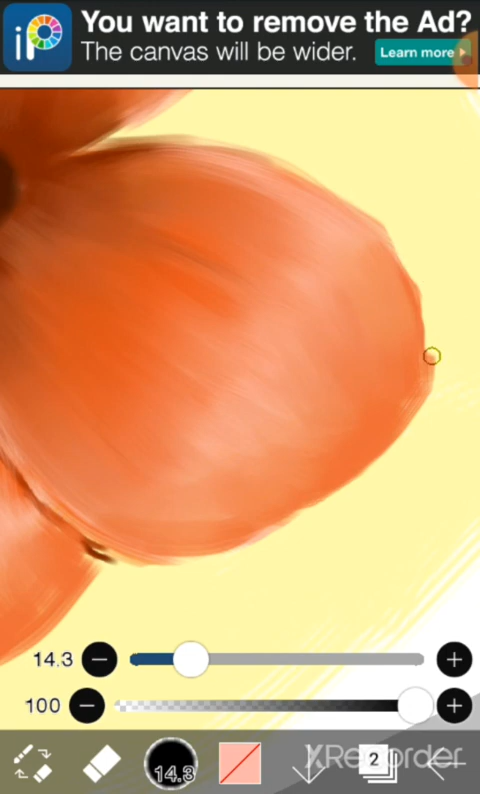 iP
You want to remove the Ad?
The canvas will be wider.
Learn more
14.3
100
14.3
2
XRecorder